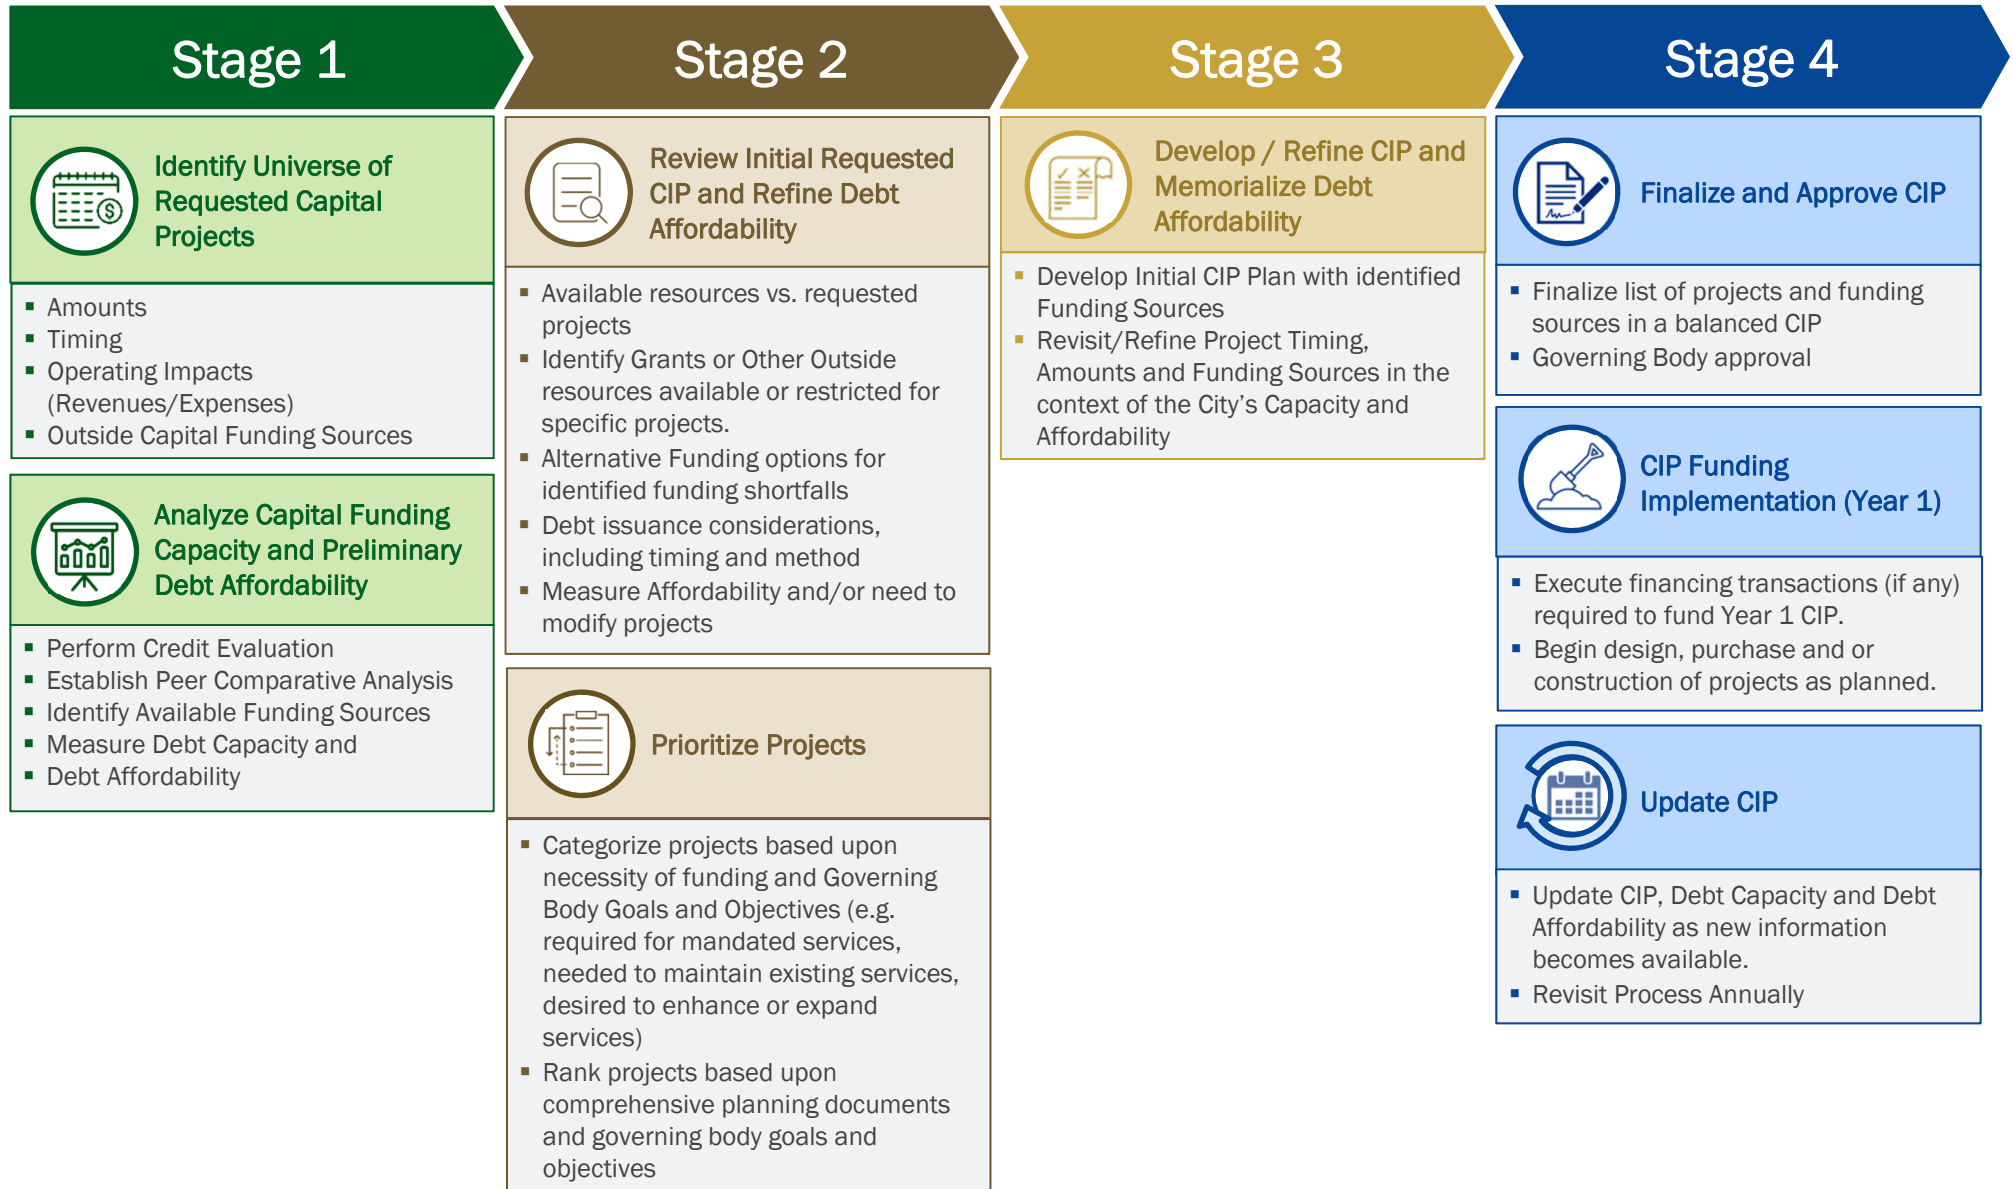 Stage 1
Stage 2
Stage 3
Stage 4
Identify Universe of
Requested Capital
Projects
▪ Amounts
▪ Timing
▪ Operating Impacts
(Revenues/Expenses)
▪ Outside Capital Funding Sources
Analyze Capital Funding
Capacity and Preliminary
Debt Affordability
▪ Perform Credit Evaluation
▪ Establish Peer Comparative Analysis
▪ Identify Available Funding Sources
▪ Measure Debt Capacity and
▪ Debt Affordability
Review Initial Requested
CIP and Refine Debt
Affordability
▪ Available resources vs. requested
projects
▪ Identify Grants or Other Outside
resources available or restricted for
specific projects.
▪ Alternative Funding options for
identified funding shortfalls
▪ Debt issuance considerations,
including timing and method
▪ Measure Affordability and/or need to
modify projects
Prioritize Projects
▪ Categorize projects based upon
necessity of funding and Governing
Body Goals and Objectives (e.g.
required for mandated services,
needed to maintain existing services,
desired to enhance or expand
services)
▪ Rank projects based upon
comprehensive planning documents
and governing body goals and
objectives
Develop / Refine CIP and
Memorialize Debt
Affordability
▪ Develop Initial CIP Plan with identified
Funding Sources
▪ Revisit/Refine Project Timing,
Amounts and Funding Sources in the
context of the City's Capacity and
Affordability
Finalize and Approve CIP
▪ Finalize list of projects and funding
sources in a balanced CIP
▪ Governing Body approval
CIP Funding
Implementation (Year 1)
▪ Execute financing transactions (if any)
required to fund Year 1 CIP.
▪ Begin design, purchase and or
construction of projects as planned.
Update CIP
▪ Update CIP, Debt Capacity and Debt
Affordability as new information
becomes available.
▪ Revisit Process Annually